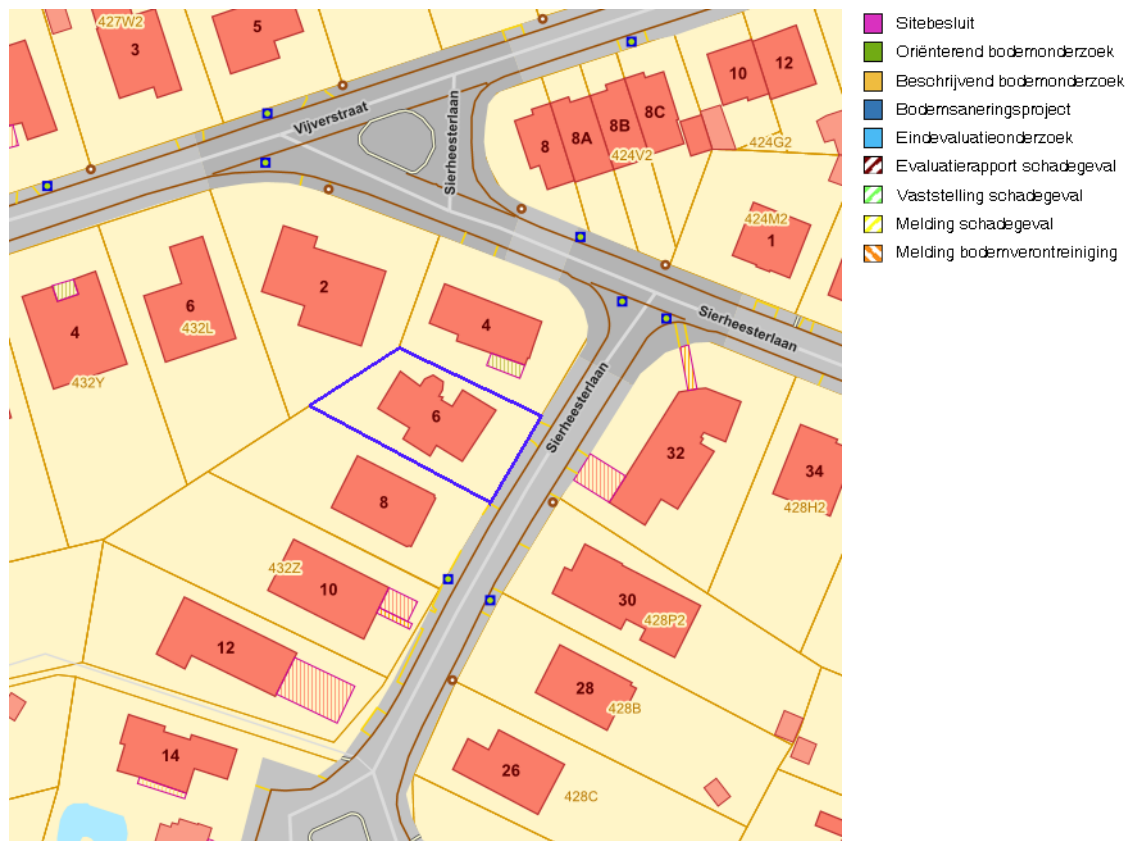 427W2
3
5
Vijverstraat
Sierheesterlaan
8
8A
8B
8C
424V2
10
12
424G2
424M2
1
4
432Y
6
432L
2
4
Sierheesterlaan
6
Sierheesterlaan
32
34
428H2
8
432Z
10
12
30
428P2
28
428B
14
26
428C
Sitebesluit
Oriënterend bodemonderzoek
Beschrijvend bodemonderzoek
Bodemsaneringsproject
Eindevaluatieonderzoek
Evaluatierapport schadegeval
Vaststelling schadegeval
Melding schadegeval
Melding bodemverontreiniging